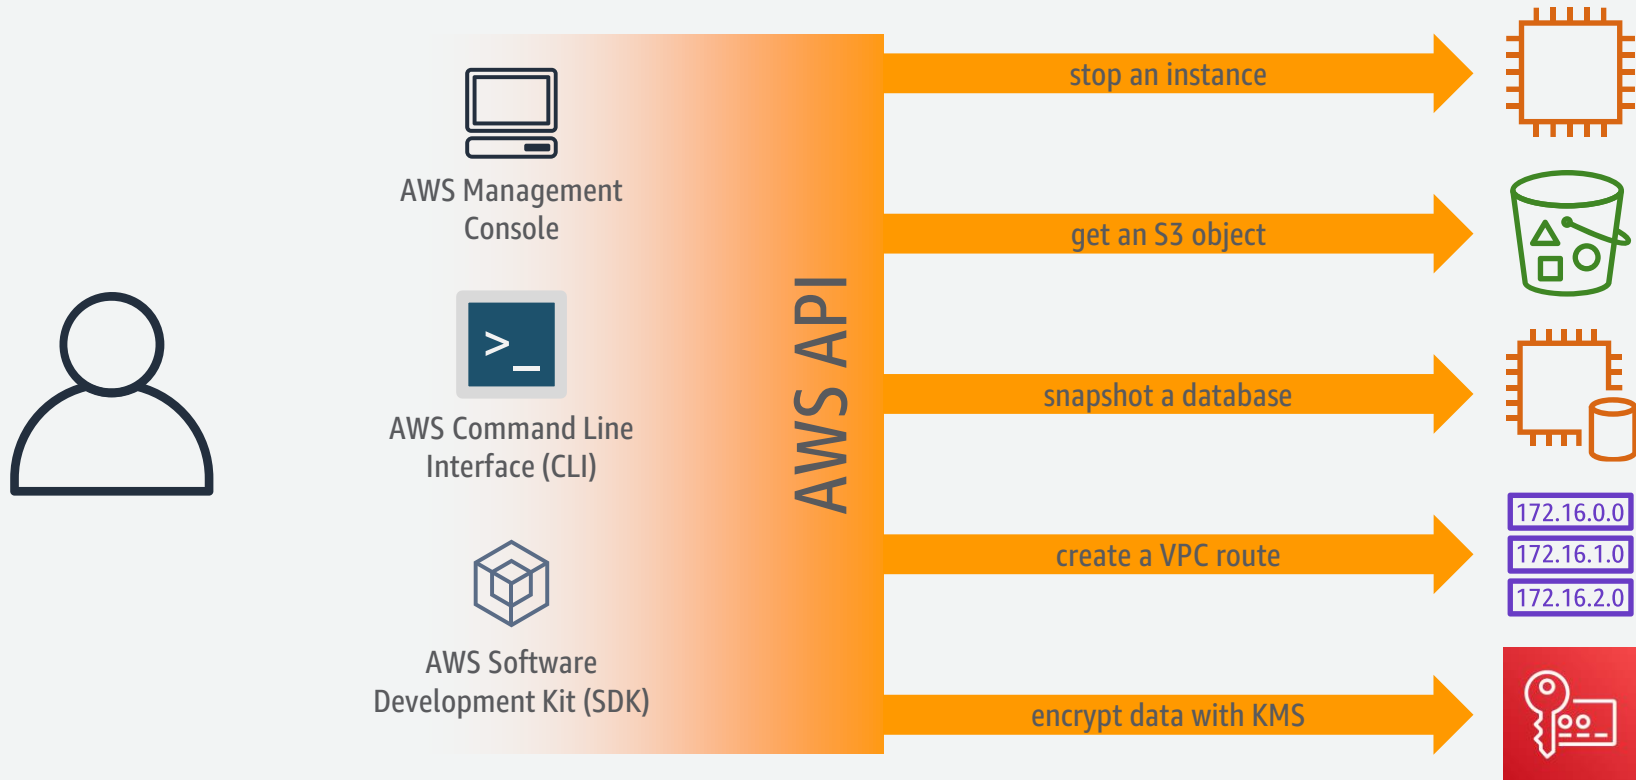 AWS Management
Console
>_
AWS Command Line
Interface (CLI)
AWS Software
Development Kit (SDK)
AWS API
stop an instance
get an S3 object
snapshot a database
create a VPC route
encrypt data with KMS
172.16.0.0
172.16.1.0
172.16.2.0